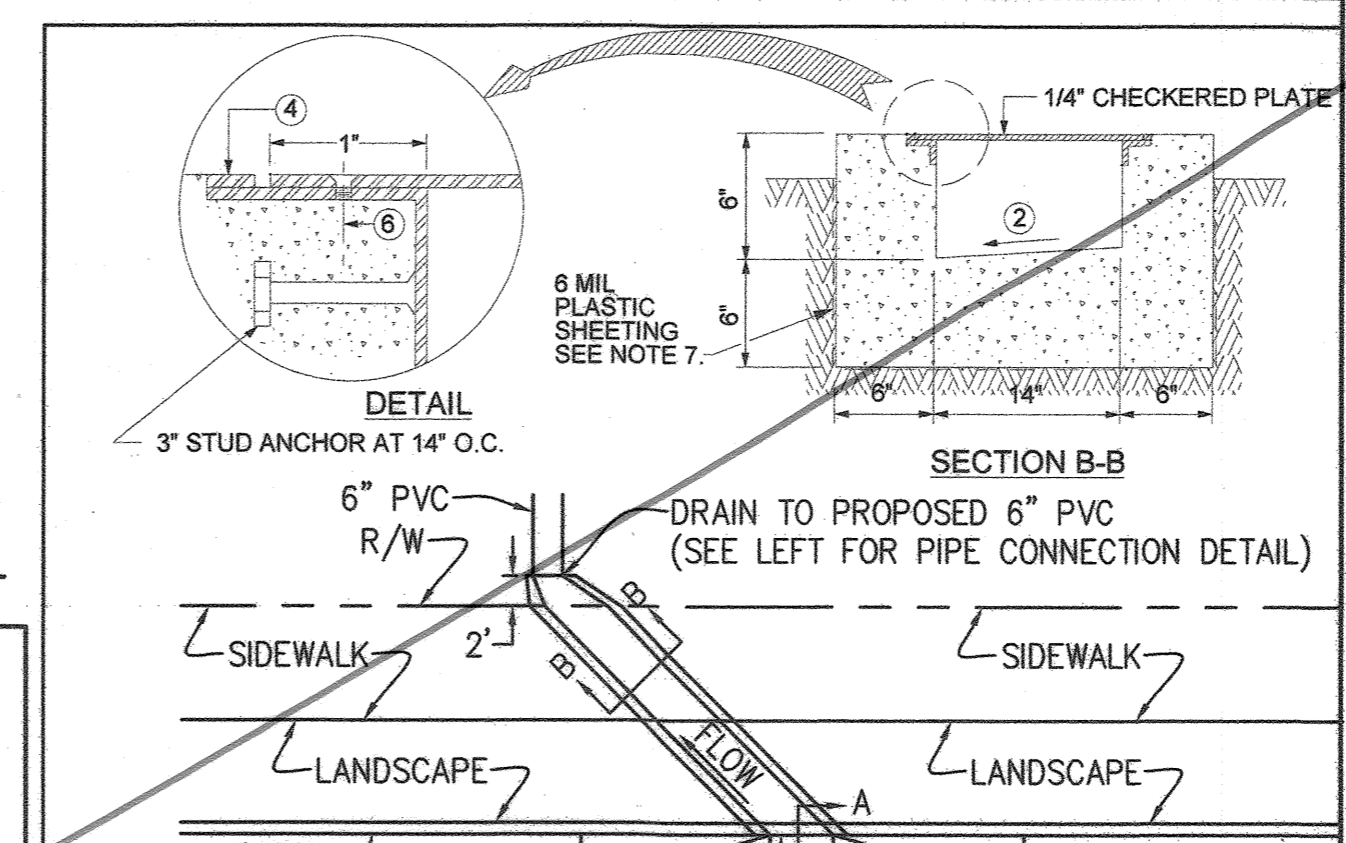 4
1"
6
DETAIL
3" STUD ANCHOR AT 14" O.C.
1/4" CHECKERED PLATE
6"
2
6 MIL
PLASTIC
SHEETING
SEE NOTE 7.
6"
6"
14"
6"
SECTION B-B
6" PVC
R/W
DRAIN TO PROPOSED 6" PVC
(SEE LEFT FOR PIPE CONNECTION DETAIL)
2'
B
B
SIDEWALK
SIDEWALK
FLOW
LANDSCAPE
LANDSCAPE
A